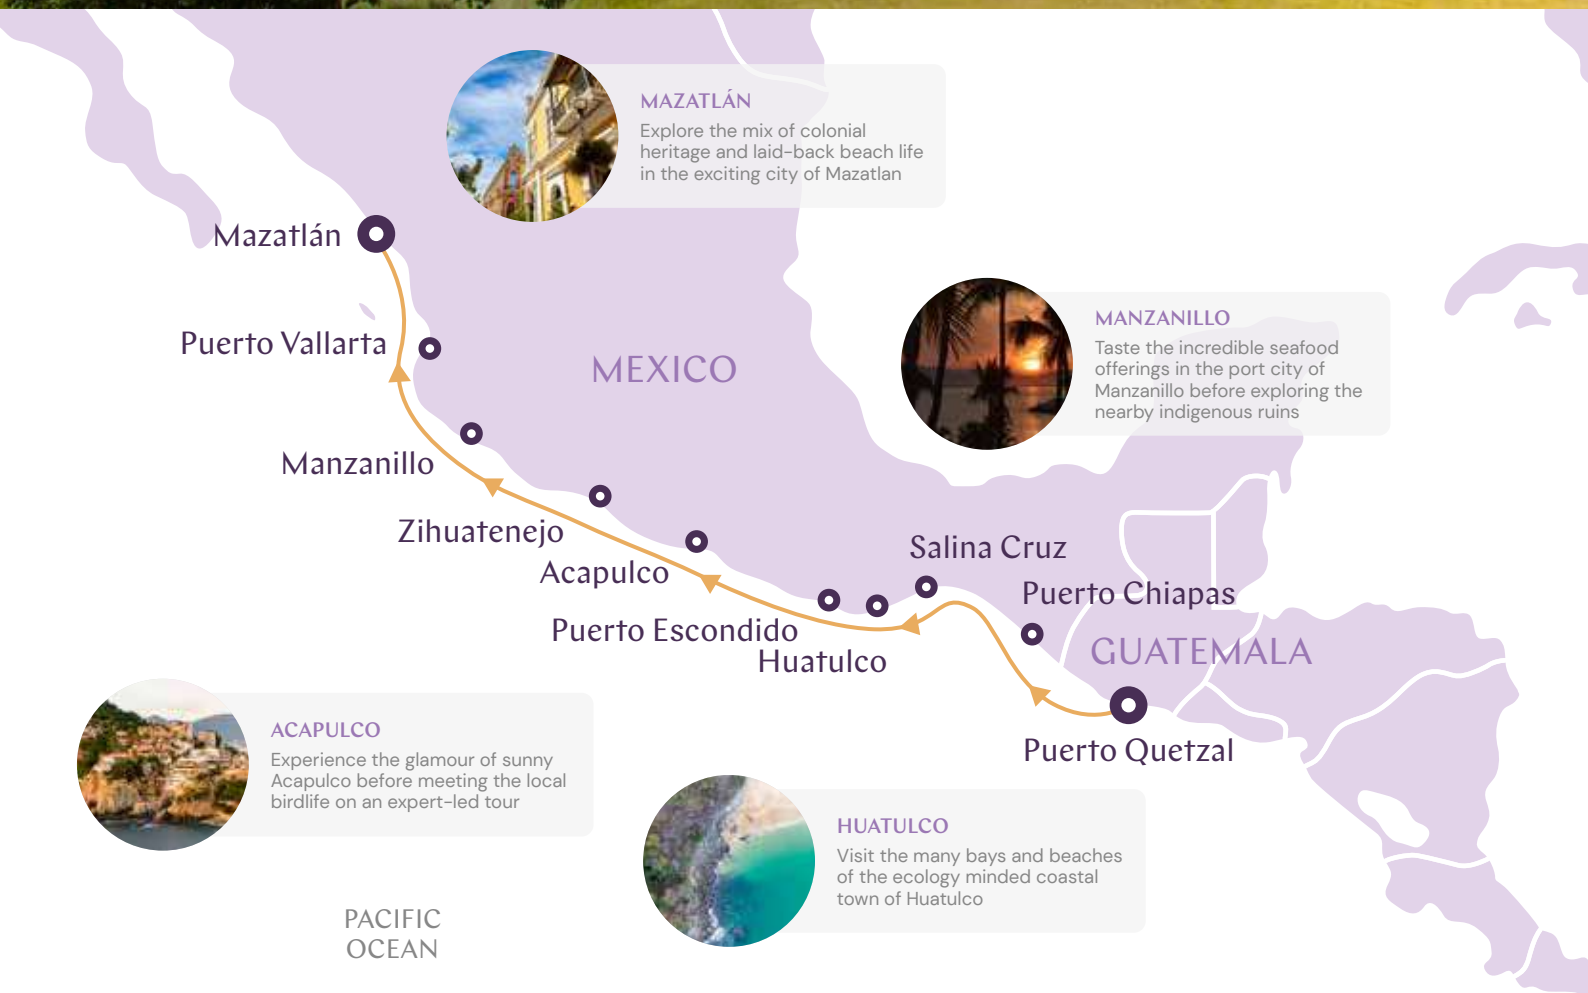 MAZATLÁN
Explore the mix of colonial
heritage and laid-back beach life
in the exciting city of Mazatlan
Mazatlán
MANZANILLO
Taste the incredible seafood
offerings in the port city of
Manzanillo before exploring the
nearby indigenous ruins
Puerto Vallarta
MEXICO
Manzanillo
Zihuatenejo
Acapulco
Salina Cruz
Puerto Chiapas
Puerto Escondido
Huatulco
GUATEMALA
Puerto Quetzal
ACAPULCO
Experience the glamour of sunny
Acapulco before meeting the local
birdlife on an expert-led tour
HUATULCO
Visit the many bays and beaches
of the ecology minded coastal
town of Huatulco
PACIFIC
OCEAN